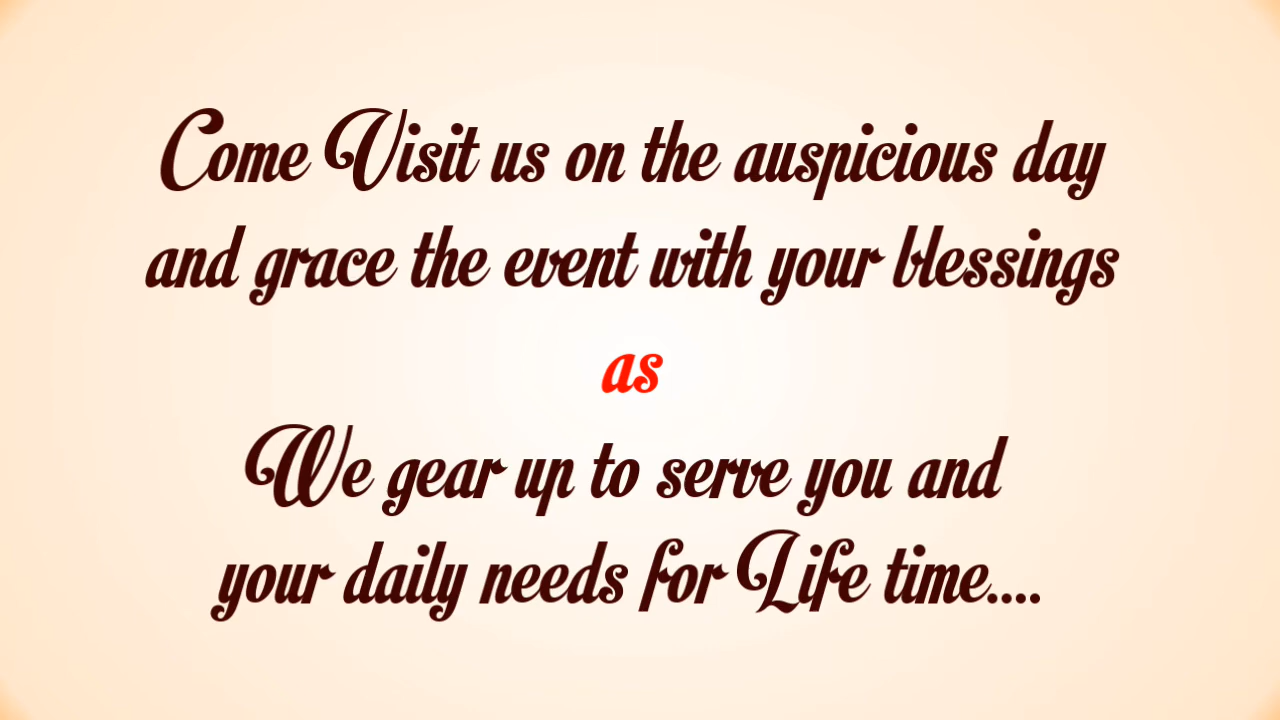 Come Visit us on the auspicious day
and grace the event with your blessings
as
We gear up to serve you and
your daily needs for Life time....